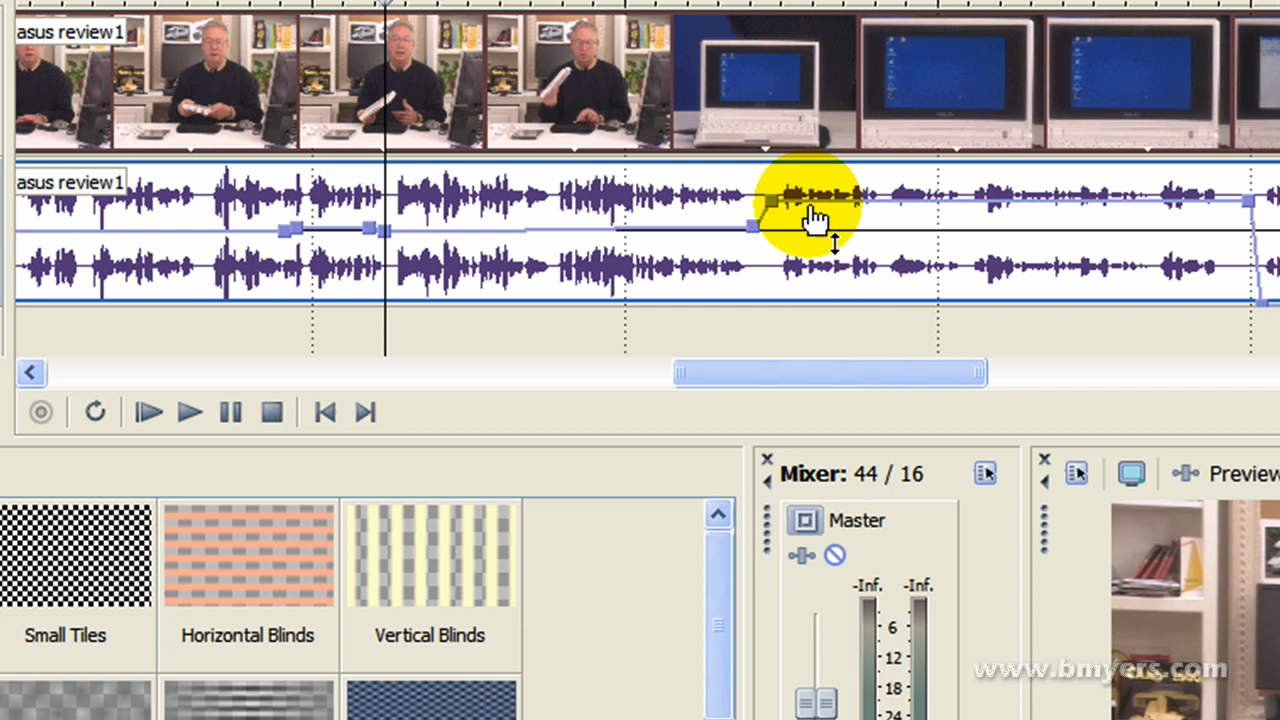 asus review1
asus review1
Mixer: 44 / 16
Preview
Small Tiles
Horizontal Blinds
Vertical Blinds
Master
-Inf. -Inf.
6
12
18
24
www.bmyers.com